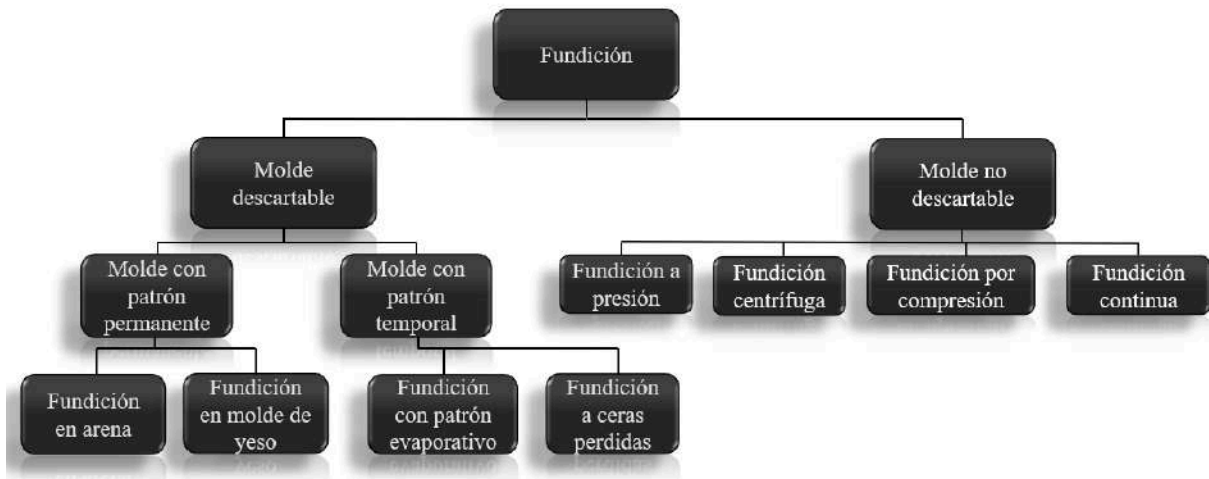 Fundición
Molde
descartable
Molde no
descartable
Molde con
patrón
permanente
Molde con
patrón
temporal
Fundición a
presión
Fundición
centrífuga
Fundición por
compresión
Fundición
continua
Fundición
en arena
Fundición
en molde de
yeso
Fundición
con patrón
evaporativo
Fundición
a ceras
perdidas